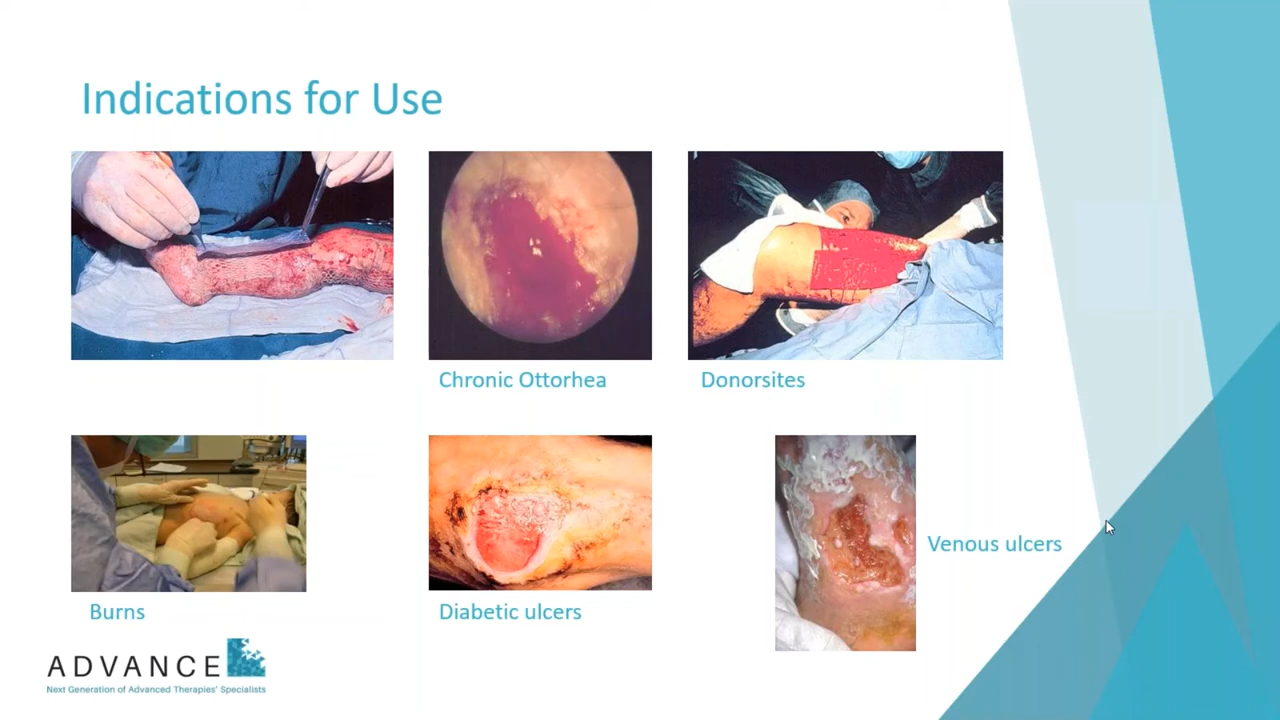 Indications for Use
Chronic Ottorhea
Donorsites
Venous ulcers
Burns
Diabetic ulcers
ADVANCE
Next Generation of Advanced Therapies' Specialists